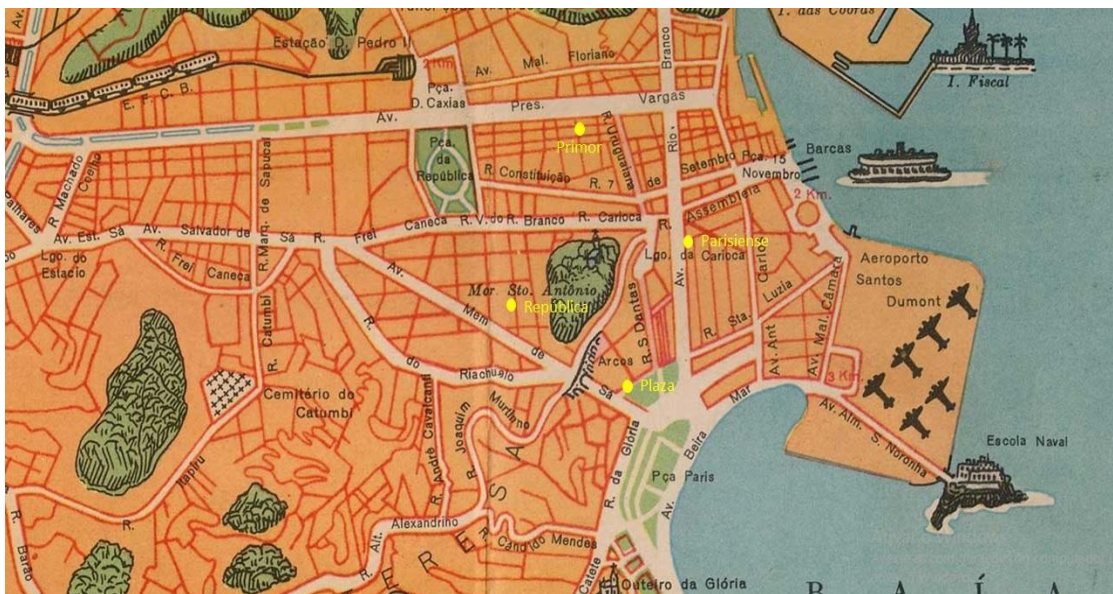 I. das Cobras
I. Fiscal
Estação D. Pedro II
2 Km.
Av. Mal. Floriano
Branco
E. F. C. B.
Pça.
D. Caxias
Av. Pres. Vargas
R. Uruguaiana
Primor
Rio
Pça.
da
República
R. Constituição
R. 7 de Setembro
Pça. 15
Novembro
Barcas
2 Km.
R. Machado
Coelho
R. Marq. de Sapucaí
R. Assembleia
Av. Est. Sá
Av. Salvador de Sá
R. Frei Caneca
R. V. do R. Branco
R. Carioca
Lgo. do
Estacio
R. Frei Caneca
Parisiense
Lgo. da Carioca
Carlos
Aeroporto
Santos
Dumont
Mor. Sto. Antônio
República
Av. Mem de Sá
R. Catumbi
R. S. Dantas
Av.
R. Sta. Luzia
Av. Ant
Av. Mal. Câmara
R. do Riachuelo
Arcos
Plaza
3 Km.
Cemitério do
Catumbi
Mar
Av. Alm. S. Noronha
Escola Naval
R. André Cavalcanti
R. Joaquim Murtinho
R. da Glória
Av. Beira
Pça Paris
R. Itapiru
R. Alt. Alexandrino
R. Cândido Mendes
R. Barão
Catete
Outeiro da Glória
B A Í A